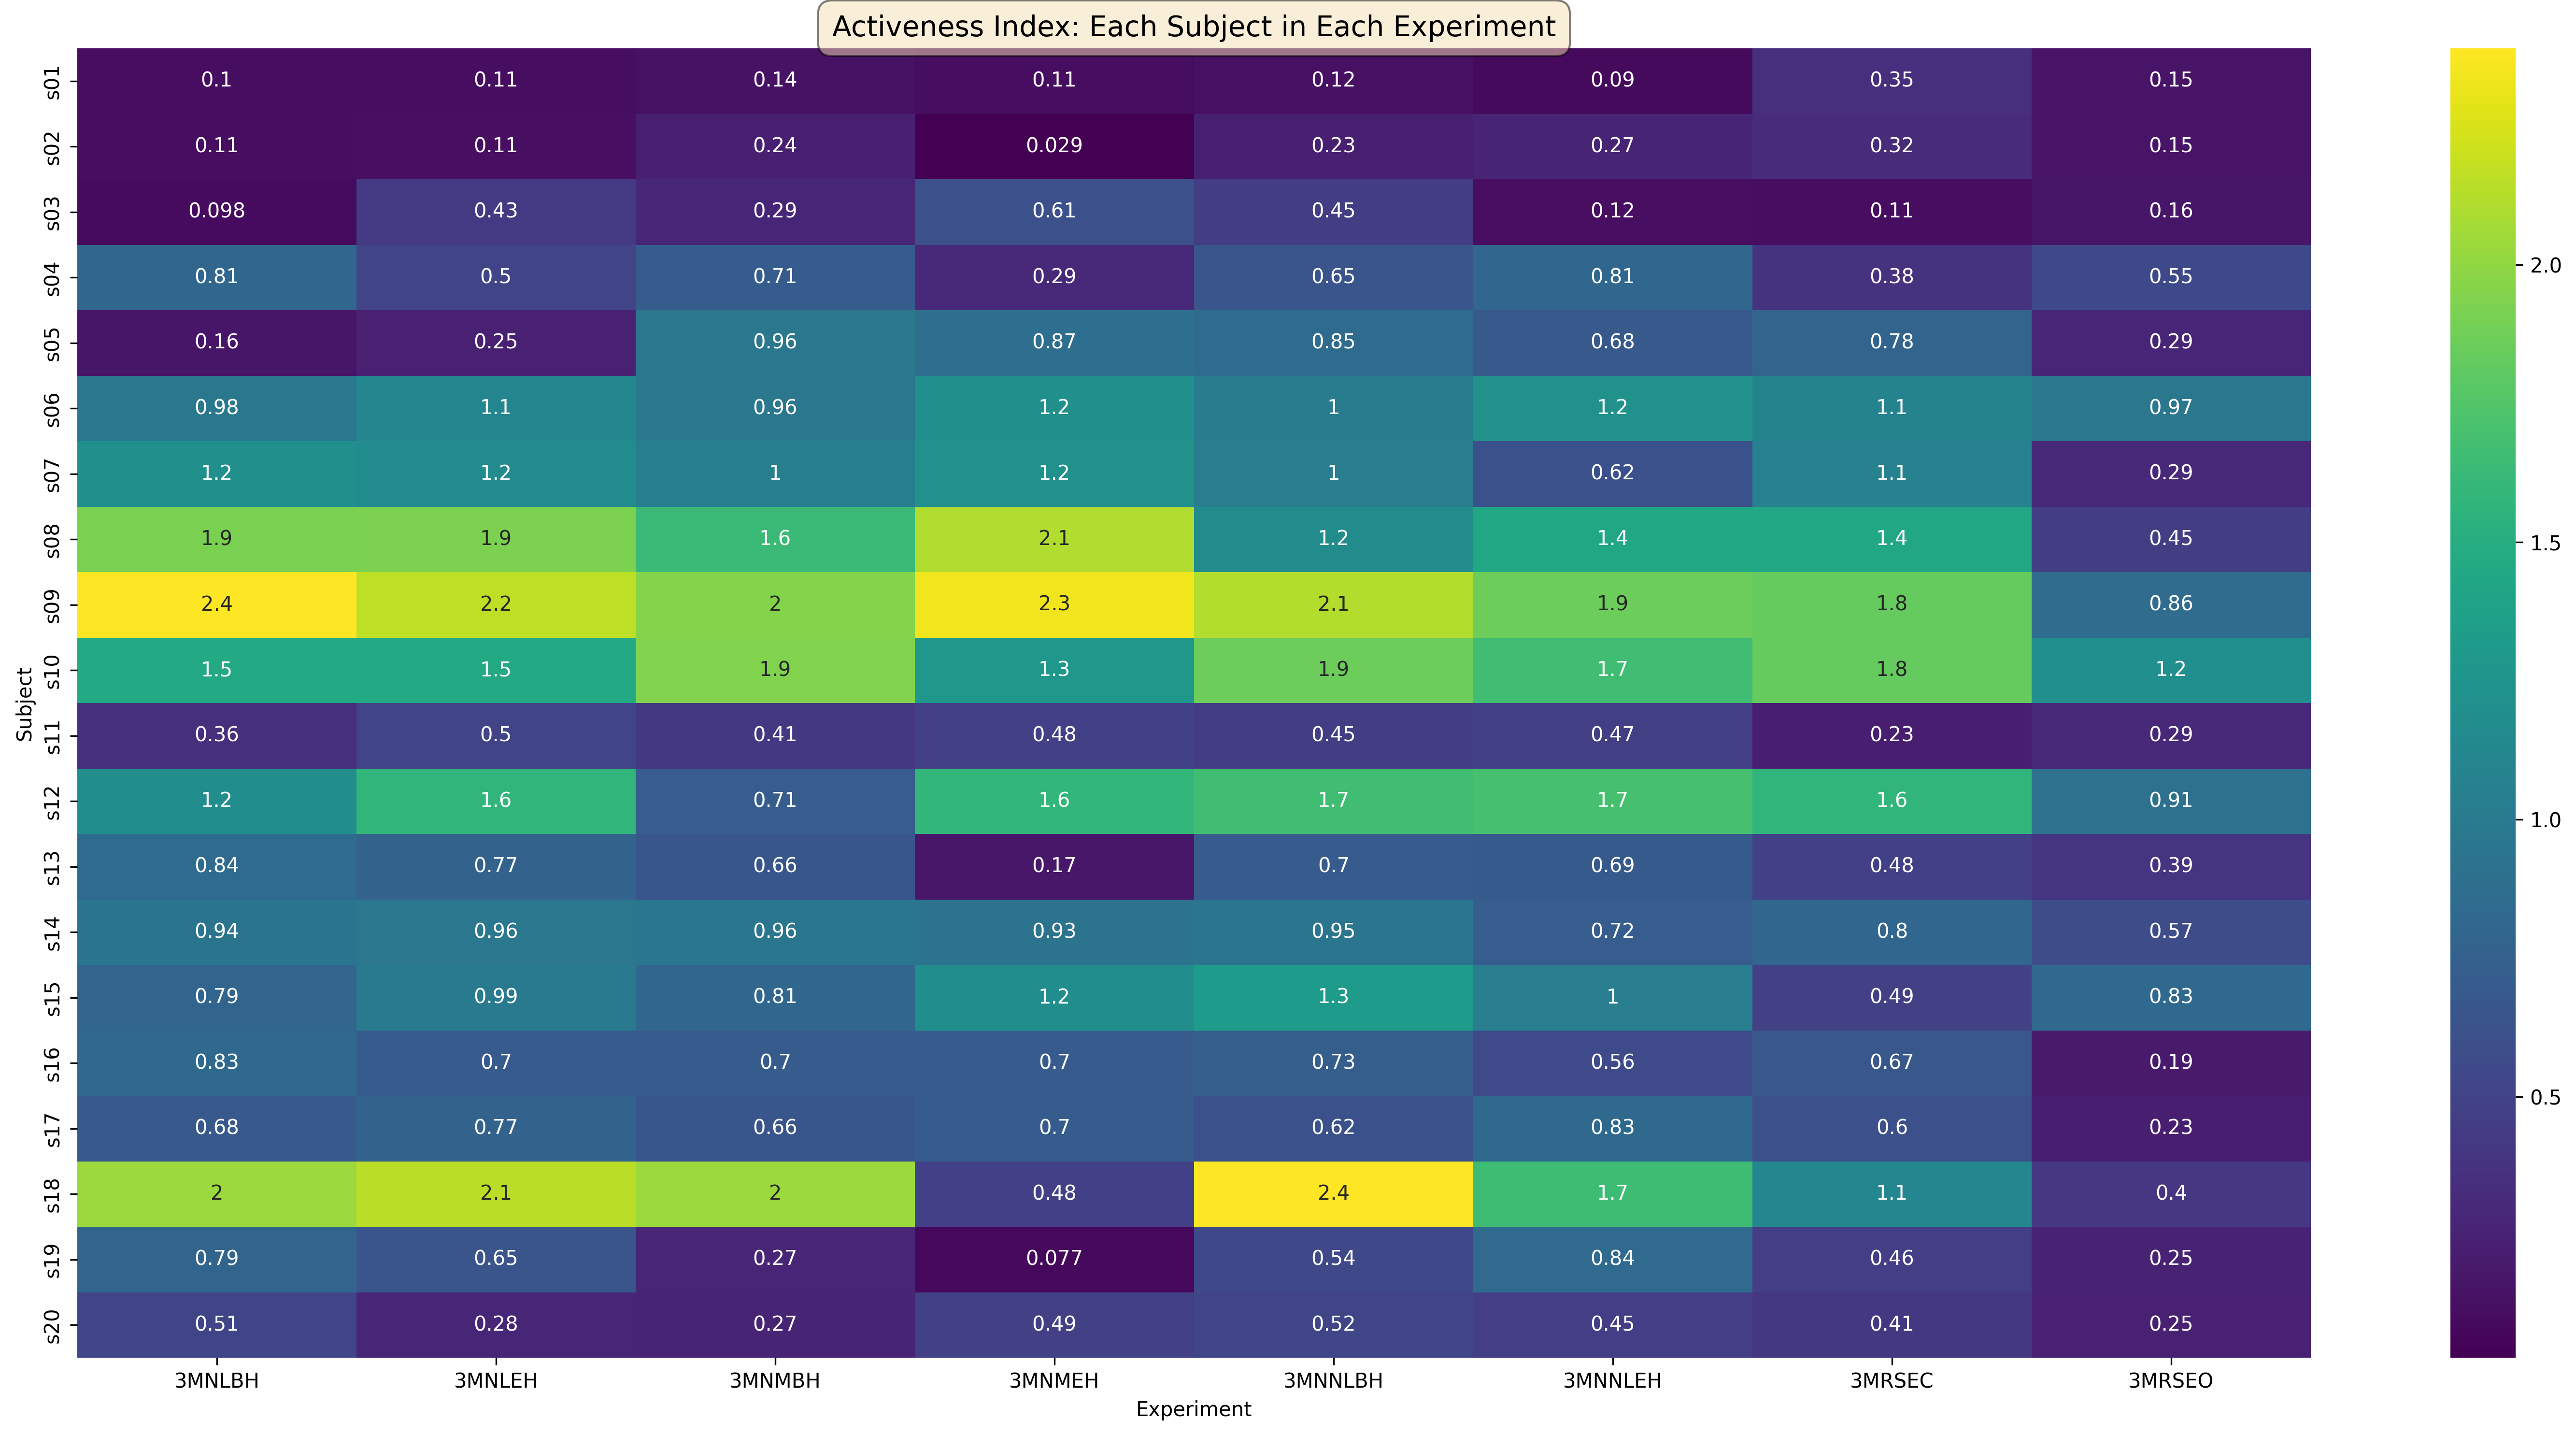 Activeness Index: Each Subject in Each Experiment
s01 0.1 0.11 0.14 0.11 0.12 0.09 0.35 0.15
s02 0.11 0.11 0.24 0.029 0.23 0.27 0.32 0.15
s03 0.098 0.43 0.29 0.61 0.45 0.12 0.11 0.16
s04 0.81 0.5 0.71 0.29 0.65 0.81 0.38 0.55
s05 0.16 0.25 0.96 0.87 0.85 0.68 0.78 0.29
s06 0.98 1.1 0.96 1.2 1 1.2 1.1 0.97
s07 1.2 1.2 1 1.2 1 0.62 1.1 0.29
s08 1.9 1.9 1.6 2.1 1.2 1.4 1.4 0.45
s09 2.4 2.2 2 2.3 2.1 1.9 1.8 0.86
s10 1.5 1.5 1.9 1.3 1.9 1.7 1.8 1.2
s11 0.36 0.5 0.41 0.48 0.45 0.47 0.23 0.29
s12 1.2 1.6 0.71 1.6 1.7 1.7 1.6 0.91
s13 0.84 0.77 0.66 0.17 0.7 0.69 0.48 0.39
s14 0.94 0.96 0.96 0.93 0.95 0.72 0.8 0.57
s15 0.79 0.99 0.81 1.2 1.3 1 0.49 0.83
s16 0.83 0.7 0.7 0.7 0.73 0.56 0.67 0.19
s17 0.68 0.77 0.66 0.7 0.62 0.83 0.6 0.23
s18 2 2.1 2 0.48 2.4 1.7 1.1 0.4
s19 0.79 0.65 0.27 0.077 0.54 0.84 0.46 0.25
s20 0.51 0.28 0.27 0.49 0.52 0.45 0.41 0.25
3MNLBH 3MNLEH 3MNMBH 3MNMEH 3MNNLBH 3MNNLEH 3MRSEC 3MRSEO
Experiment
Subject
2.0
1.5
1.0
0.5